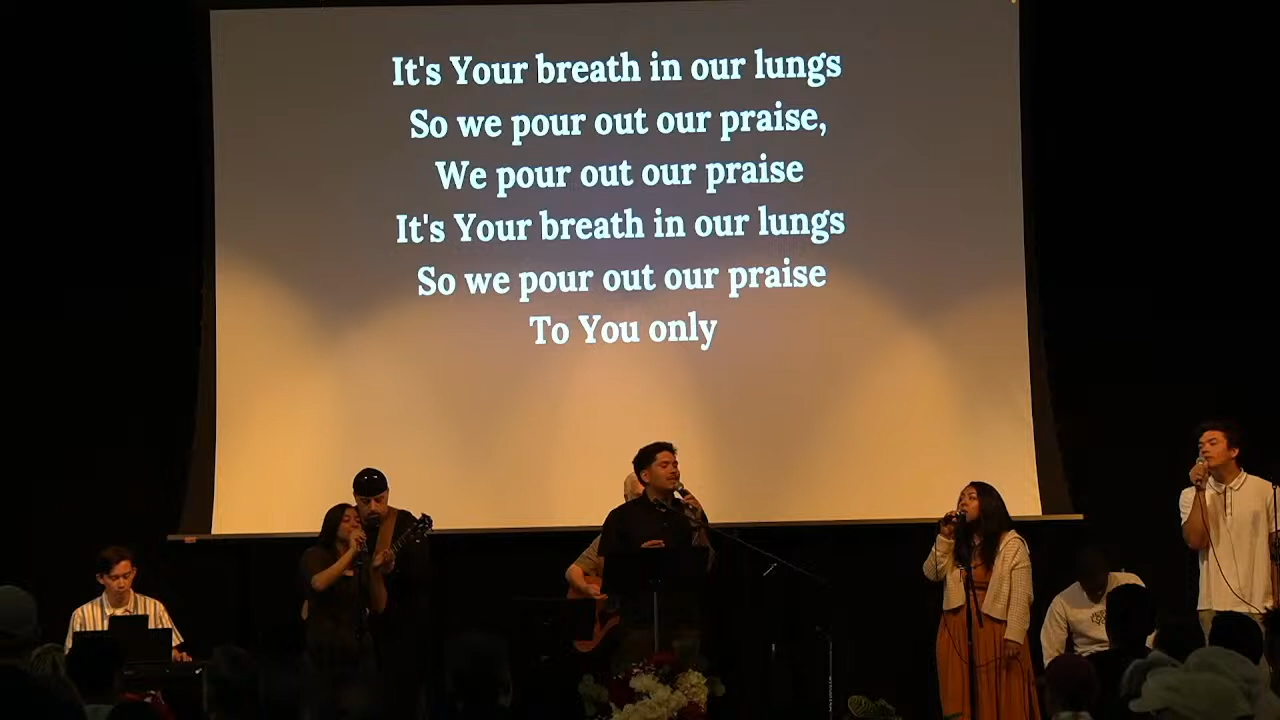 It's Your breath in our lungs
So we pour out our praise,
We pour out our praise
It's Your breath in our lungs
So we pour out our praise
To You only